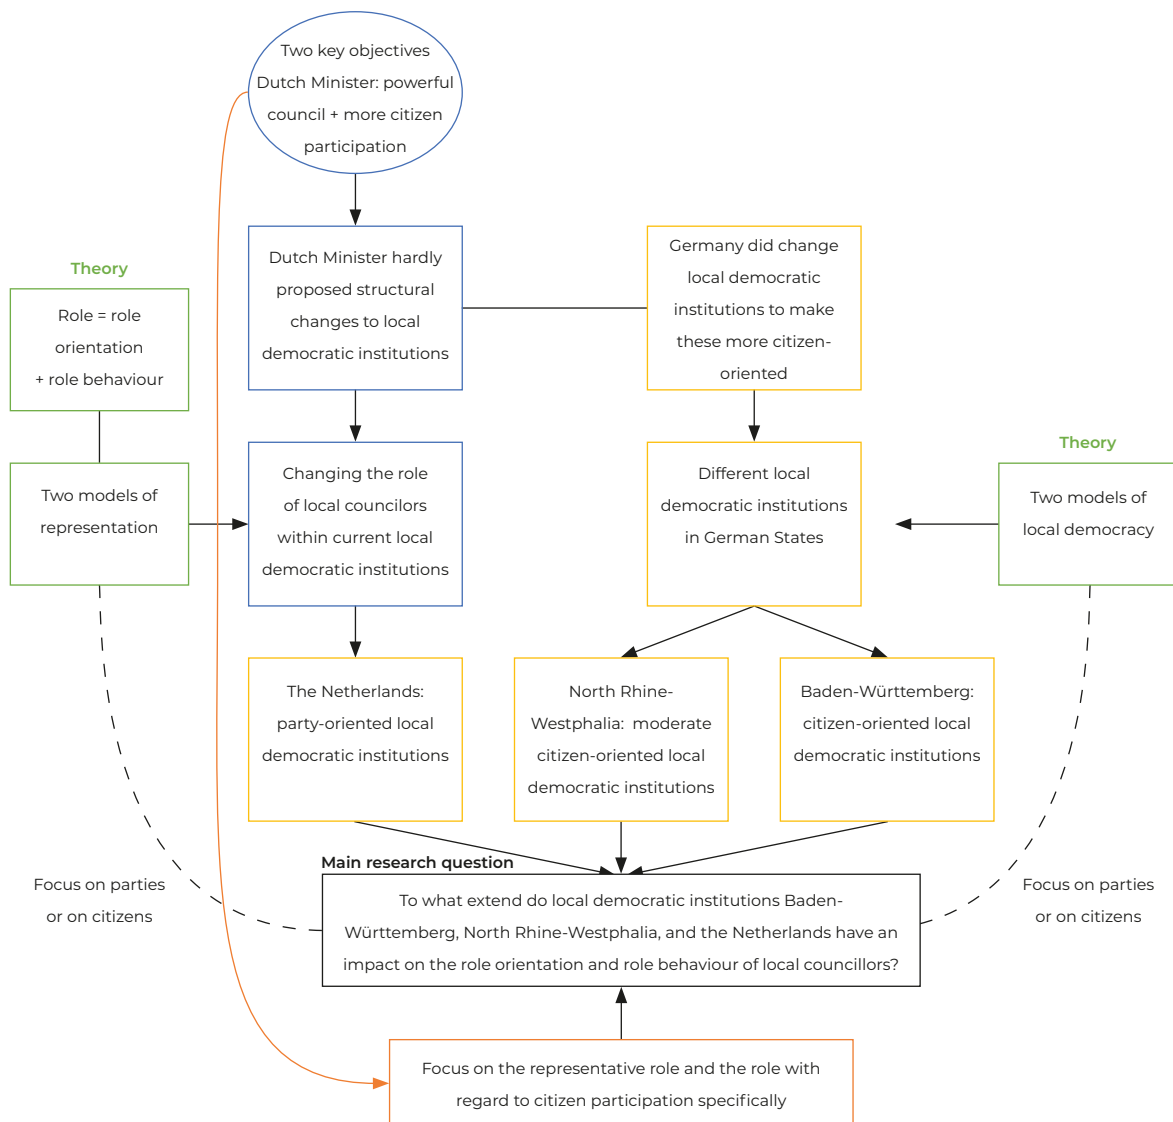 Two key objectives
Dutch Minister: powerful
council + more citizen
participation
Dutch Minister hardly
proposed structural
changes to local
democratic institutions
Germany did change
local democratic
institutions to make
these more citizen-
oriented
Theory
Role = role
orientation
+ role behaviour
Two models of
representation
Changing the role
of local councilors
within current local
democratic institutions
Different local
democratic institutions
in German States
Theory
Two models of
local democracy
The Netherlands:
party-oriented local
democratic institutions
North Rhine-
Westphalia: moderate
citizen-oriented local
democratic institutions
Baden-Württemberg:
citizen-oriented local
democratic institutions
Focus on parties
or on citizens
Main research question
To what extend do local democratic institutions Baden-
Württemberg, North Rhine-Westphalia, and the Netherlands have an
impact on the role orientation and role behaviour of local councillors?
Focus on parties
or on citizens
Focus on the representative role and the role with
regard to citizen participation specifically